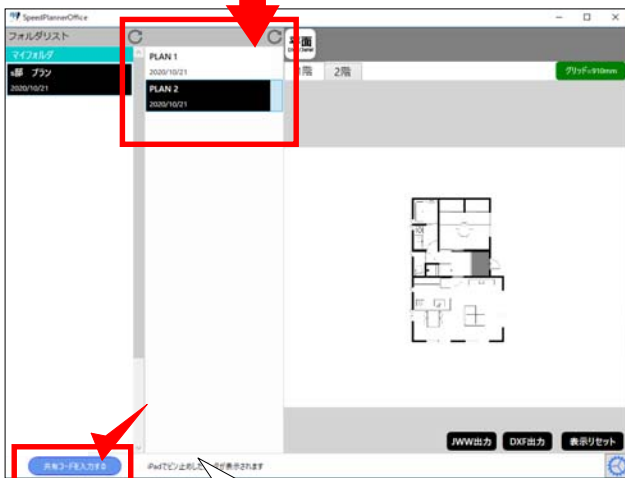 SpeedPlannerOffice
フォルダリスト
マイフォルダ
s邸 プラン
2020/10/21
PLAN 1
2020/10/21
PLAN 2
2020/10/21
図面
階 2階
グリッド=910mm
JWW出力 DXF出力 表示リセット
共有コードを入力する
iPadでピン止めした が表示されます